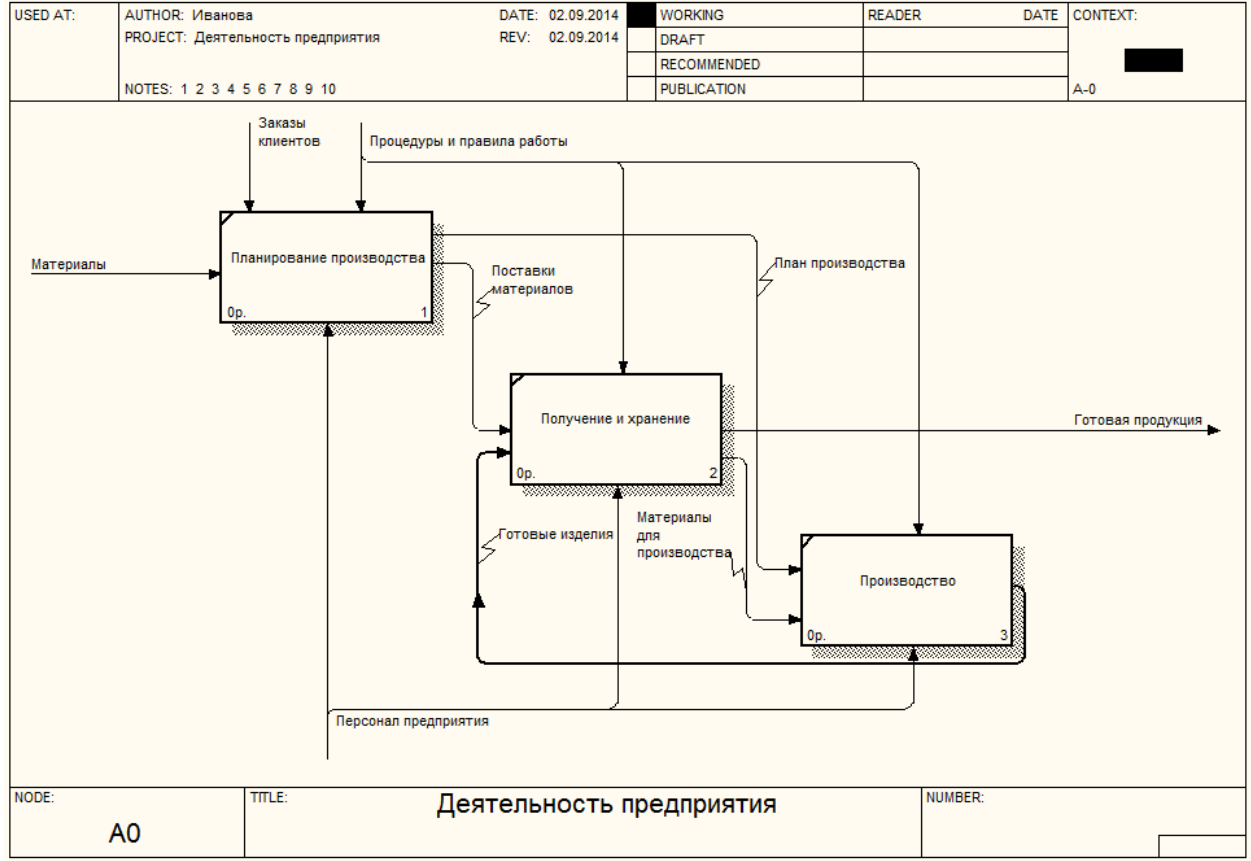 USED AT:
AUTHOR: Иванова
DATE: 02.09.2014
PROJECT: Деятельность предприятия
REV: 02.09.2014
NOTES: 1 2 3 4 5 6 7 8 9 10
WORKING
DRAFT
RECOMMENDED
PUBLICATION
READER
DATE
CONTEXT:
A-0
Заказы
клиентов
Процедуры и правила работы
Материалы
Планирование производства
0р.
1
Поставки
материалов
План производства
Получение и хранение
0р.
2
Готовая продукция
Готовые изделия
Материалы
для
производства
Производство
0р.
3
Персонал предприятия
NODE:
A0
TITLE:
Деятельность предприятия
NUMBER: